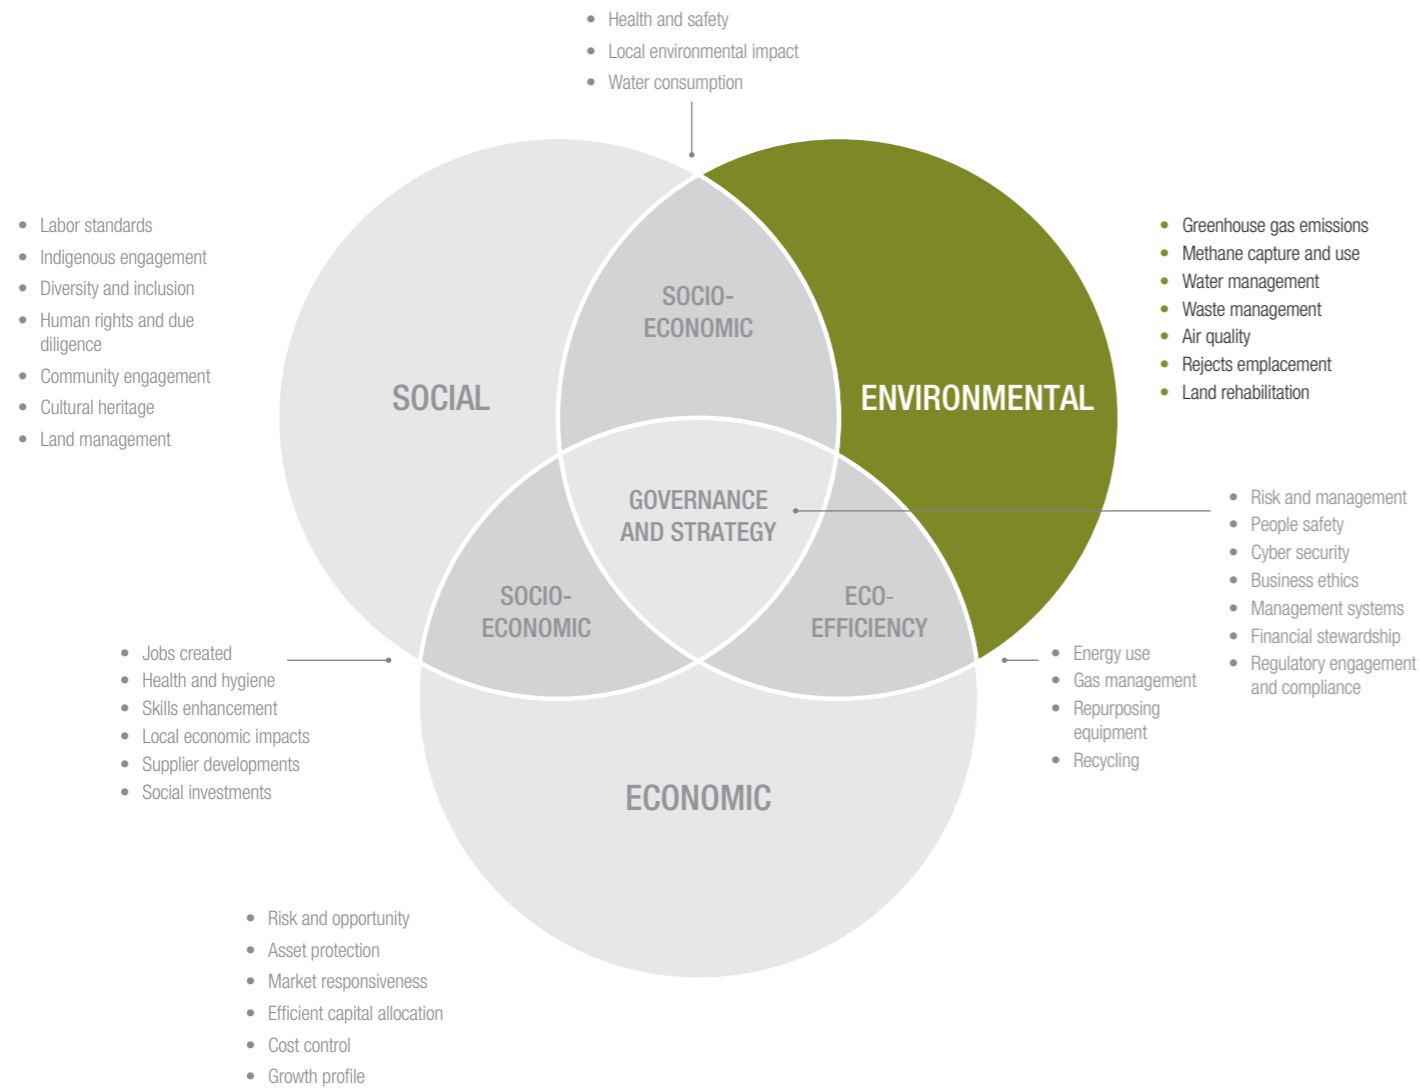 • Health and safety
• Local environmental impact
• Water consumption
• Labor standards
• Indigenous engagement
• Diversity and inclusion
• Human rights and due
diligence
• Community engagement
• Cultural heritage
• Land management
SOCIAL
SOCIO-
ECONOMIC
ENVIRONMENTAL
• Greenhouse gas emissions
• Methane capture and use
• Water management
• Waste management
• Air quality
• Rejects emplacement
• Land rehabilitation
GOVERNANCE
AND STRATEGY
• Risk and management
• People safety
• Cyber security
• Business ethics
• Management systems
• Financial stewardship
• Regulatory engagement
and compliance
SOCIO-
ECONOMIC
ECO-
EFFICIENCY
• Jobs created
• Health and hygiene
• Skills enhancement
• Local economic impacts
• Supplier developments
• Social investments
• Energy use
• Gas management
• Repurposing
equipment
• Recycling
ECONOMIC
• Risk and opportunity
• Asset protection
• Market responsiveness
• Efficient capital allocation
• Cost control
• Growth profile